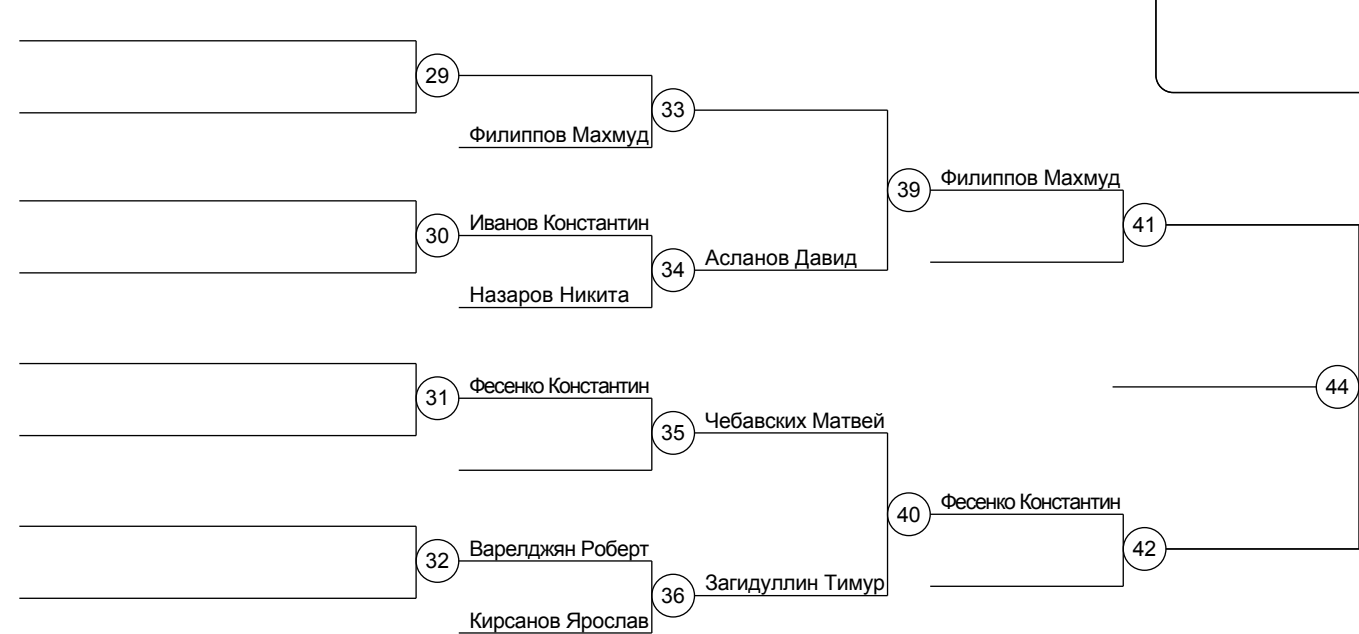 29
33
Филиппов Махмуд
39
Филиппов Махмуд
30
Иванов Константин
41
34
Асланов Давид
Назаров Никита
31
Фесенко Константин
44
35
Чебавских Матвей
40
Фесенко Константин
32
Варелджян Роберт
42
36
Загидуллин Тимур
Кирсанов Ярослав